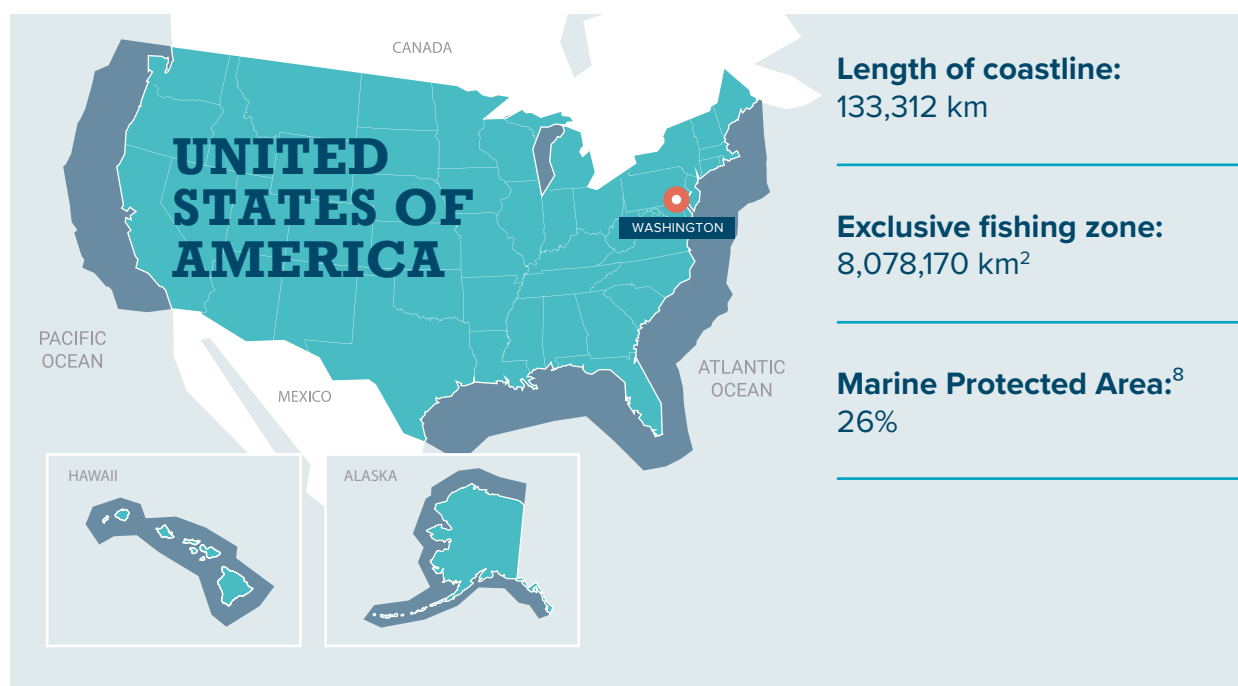 CANADA
UNITED
STATES OF
AMERICA
WASHINGTON
PACIFIC
OCEAN
MEXICO
ATLANTIC
OCEAN
HAWAII
ALASKA
Length of coastline:
133,312 km
Exclusive fishing zone:
8,078,170 km²
Marine Protected Area:⁸
26%